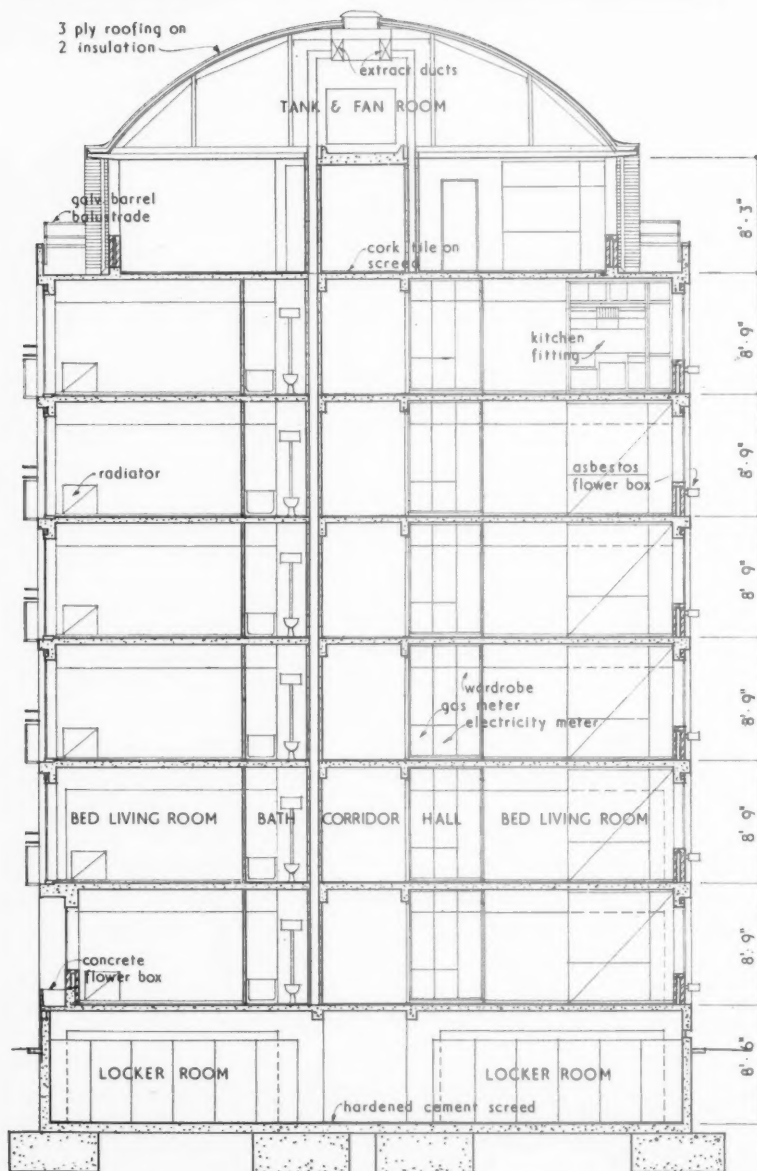 3 ply roofing on
2 insulation
extract ducts
TANK & FAN ROOM
galv. barrel
balustrade
8'·3"
cork tile on
screed
kitchen
fitting
8'·9"
radiator
asbestos
flower box
8'·9"
8'·9"
wardrobe
gas meter
electricity meter
8'·9"
BED LIVING ROOM
BATH
CORRIDOR
HALL
BED LIVING ROOM
8'·9"
concrete
flower box
8'·9"
LOCKER ROOM
LOCKER ROOM
8'·6"
hardened cement screed